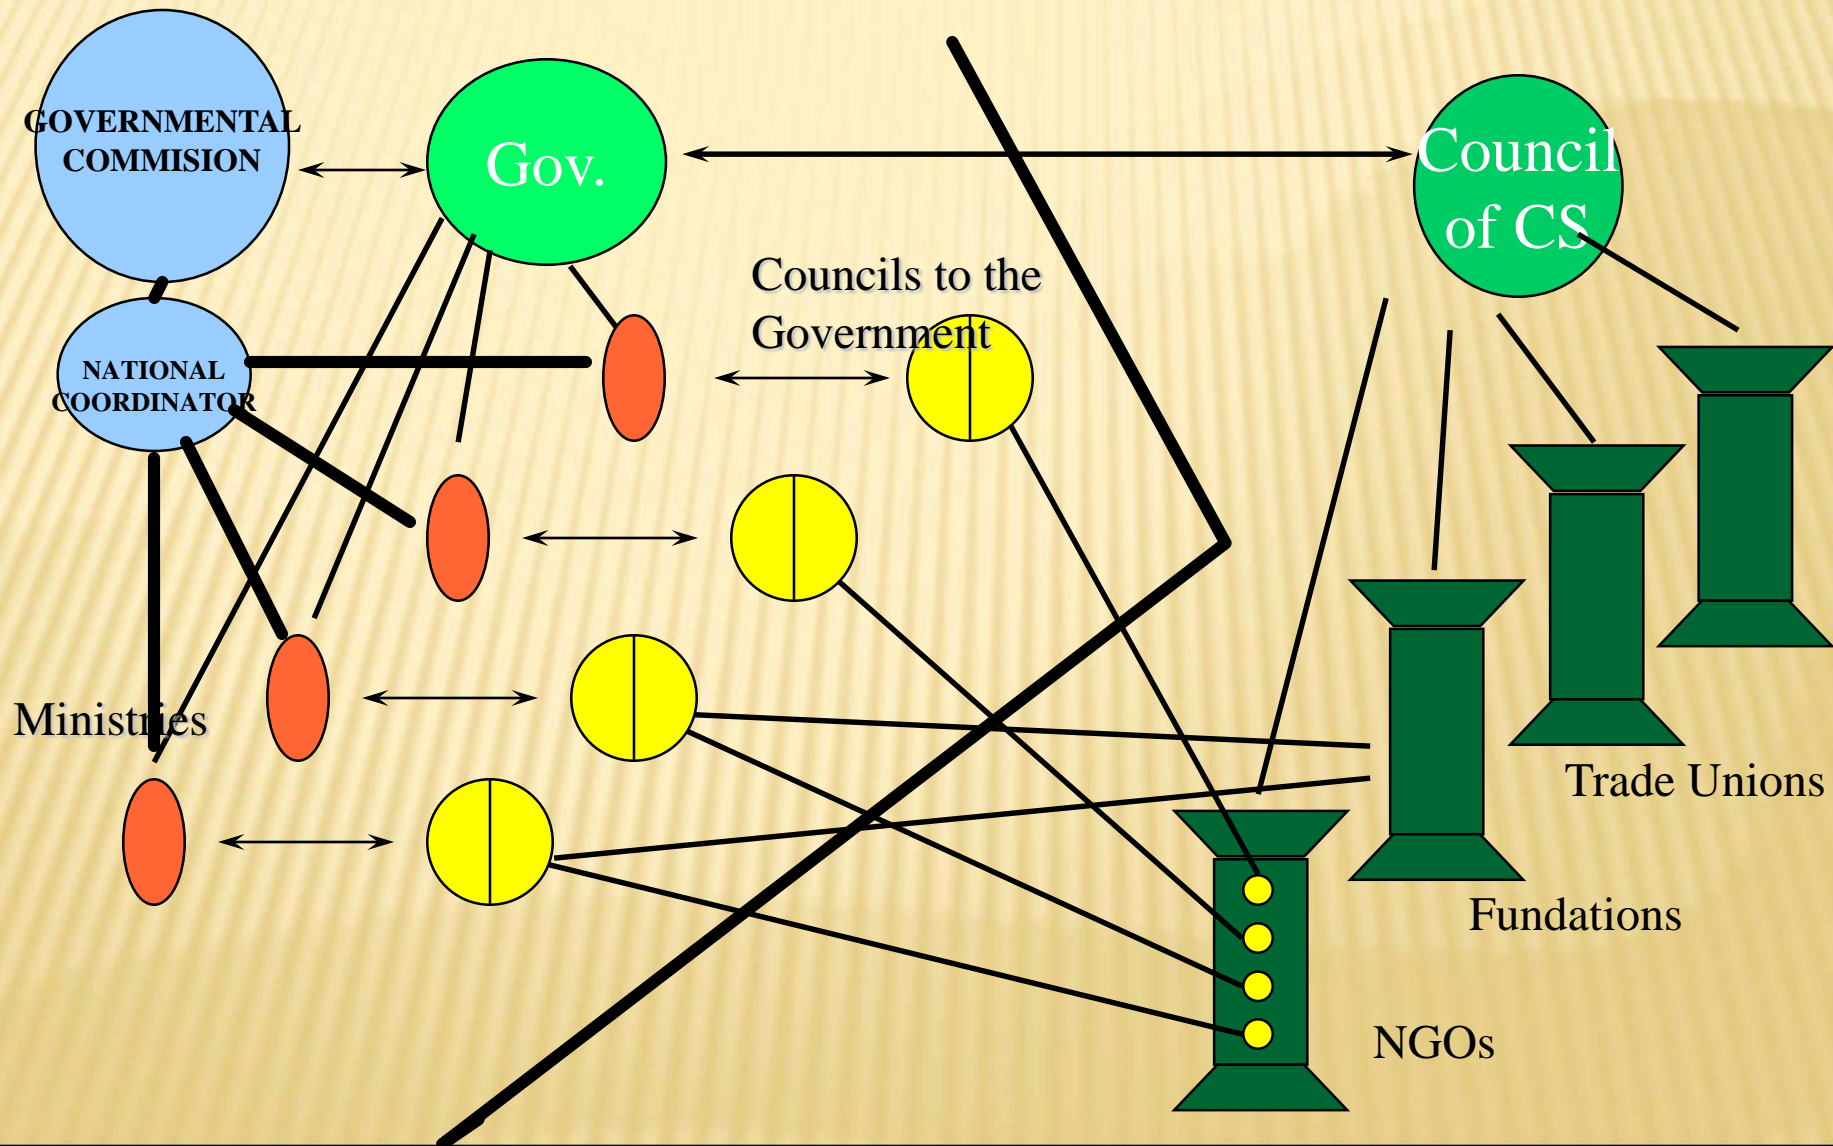 GOVERNMENTAL
COMMISION
Gov.
Council
of CS
Councils to the
Government
NATIONAL
COORDINATOR
Ministries
Trade Unions
Fundations
NGOs